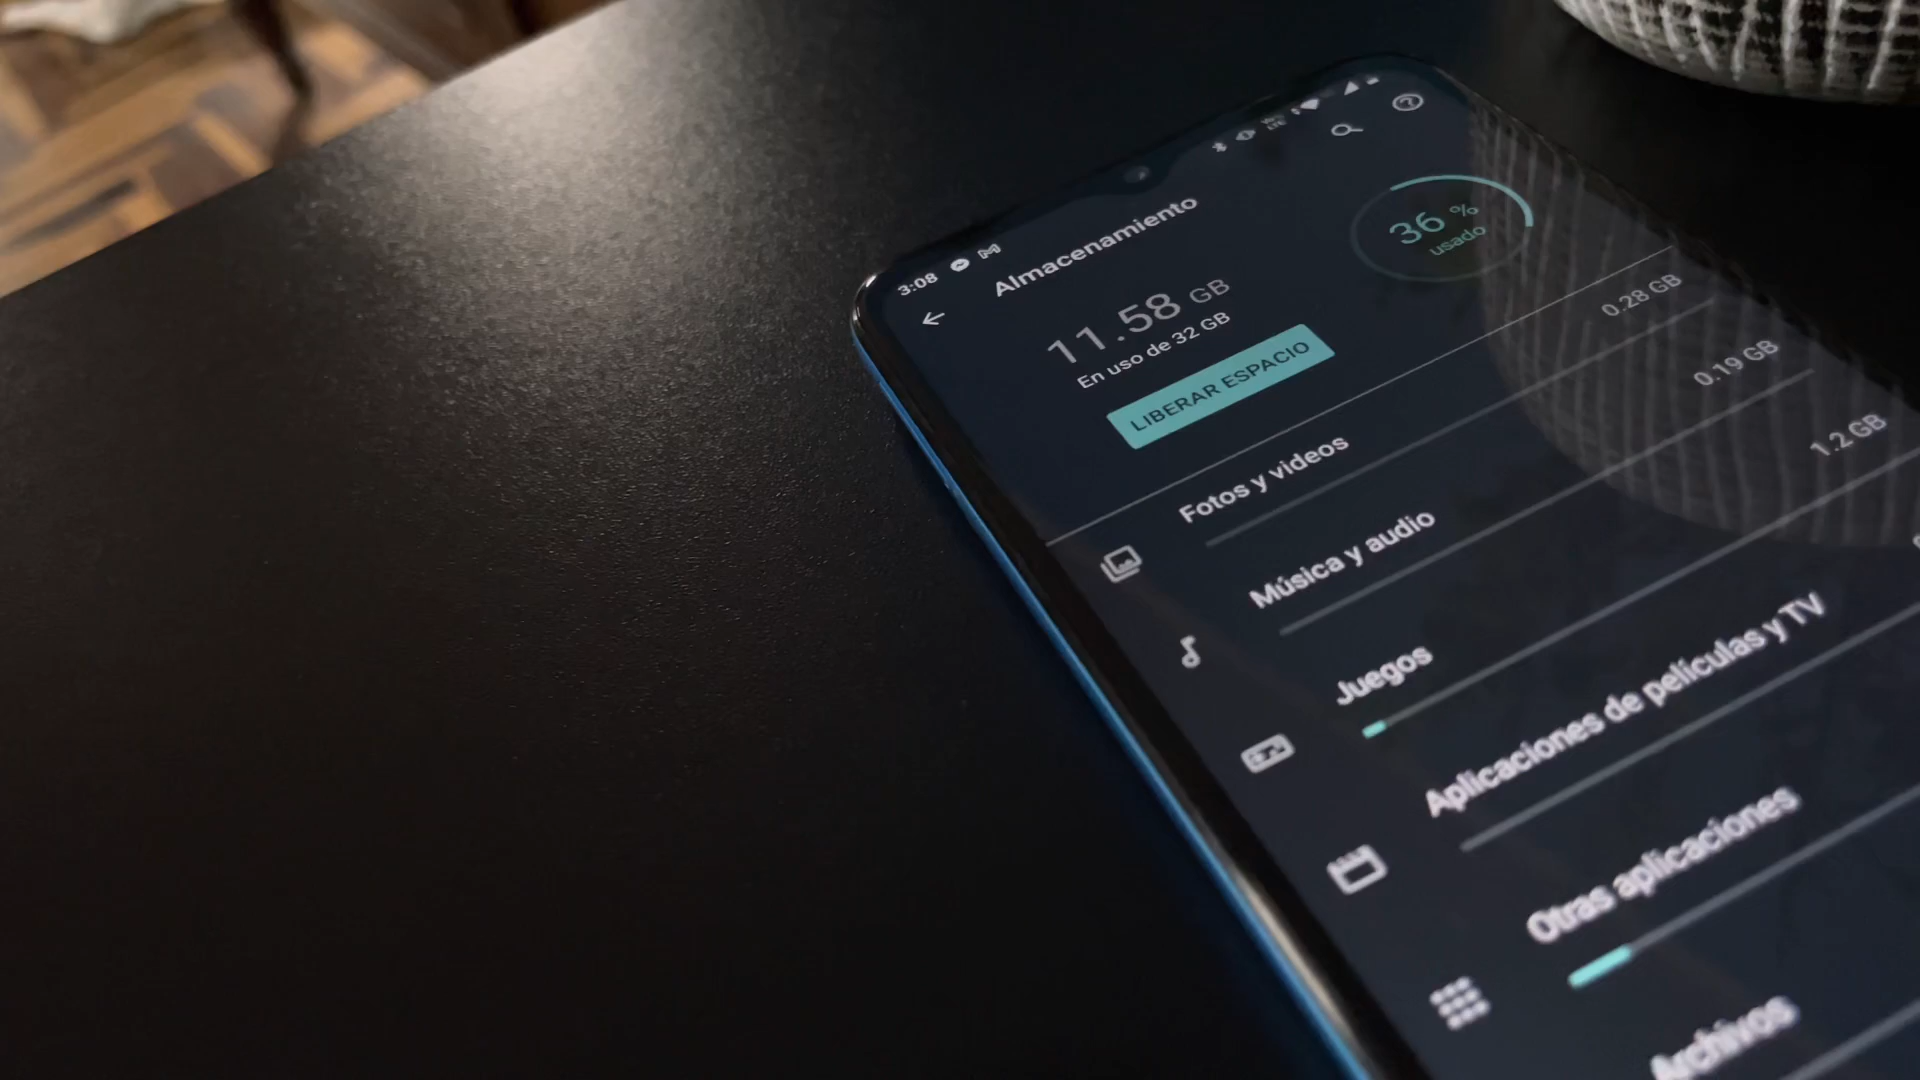 3:08
Almacenamiento
11.58 GB
En uso de 32 GB
36 %
usado
LIBERAR ESPACIO
Fotos y videos
0.28 GB
Música y audio
0.19 GB
Juegos
1.2 GB
Aplicaciones de películas y TV
Otras aplicaciones
Archivos